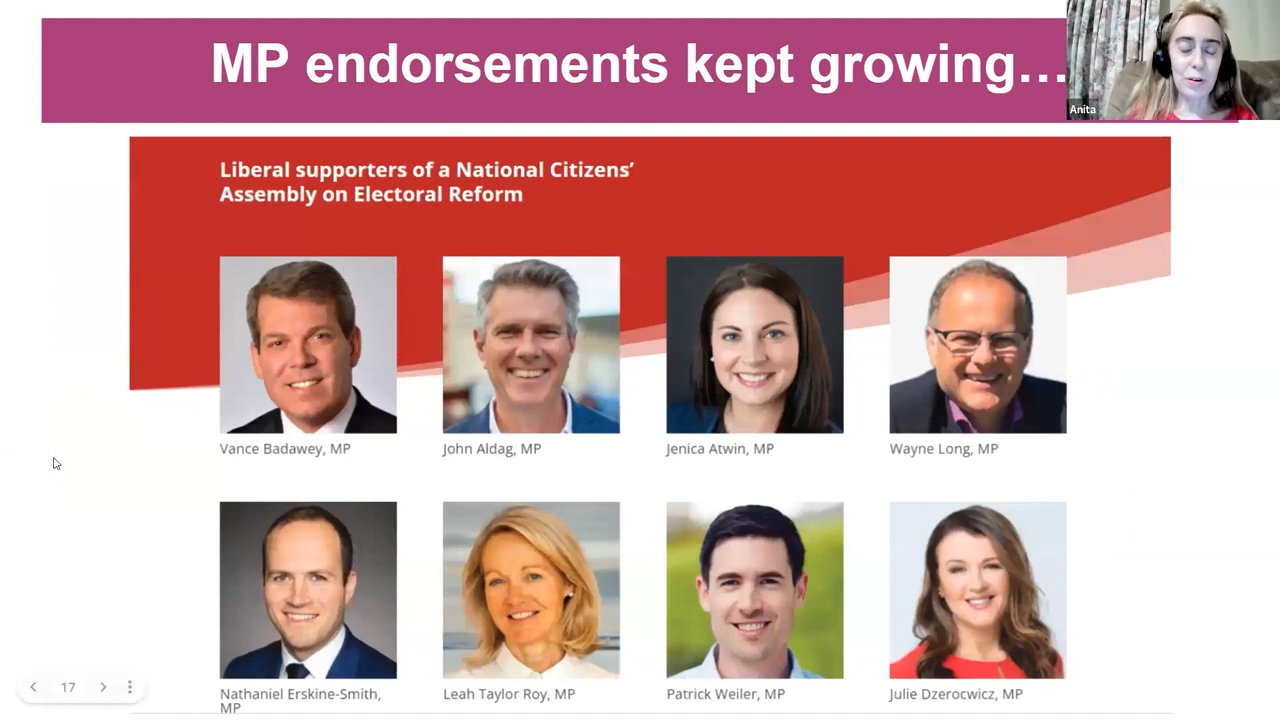 MP endorsements kept growing…
Anita
Liberal supporters of a National Citizens’
Assembly on Electoral Reform
Vance Badawey, MP
John Aldag, MP
Jenica Atwin, MP
Wayne Long, MP
Nathaniel Erskine-Smith,
MP
Leah Taylor Roy, MP
Patrick Weiler, MP
Julie Dzerocwicz, MP
17